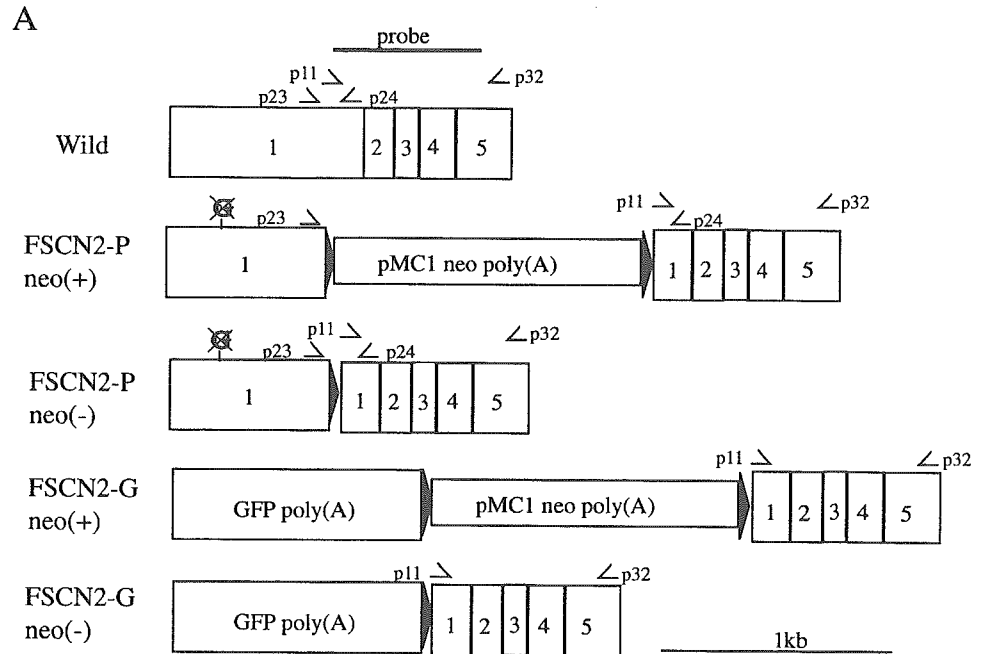 A
probe
p11 p32
p23 p24
Wild 1 2 3 4 5
p11 p32
p23 p24
FSCN2-P
neo(+)
1 pMC1 neo poly(A) 1 2 3 4 5
p11 p32
p23 p24
FSCN2-P
neo(-)
1 1 2 3 4 5
p11 p32
FSCN2-G
neo(+)
GFP poly(A) pMC1 neo poly(A) 1 2 3 4 5
p11 p32
FSCN2-G
neo(-)
GFP poly(A) 1 2 3 4 5
1kb